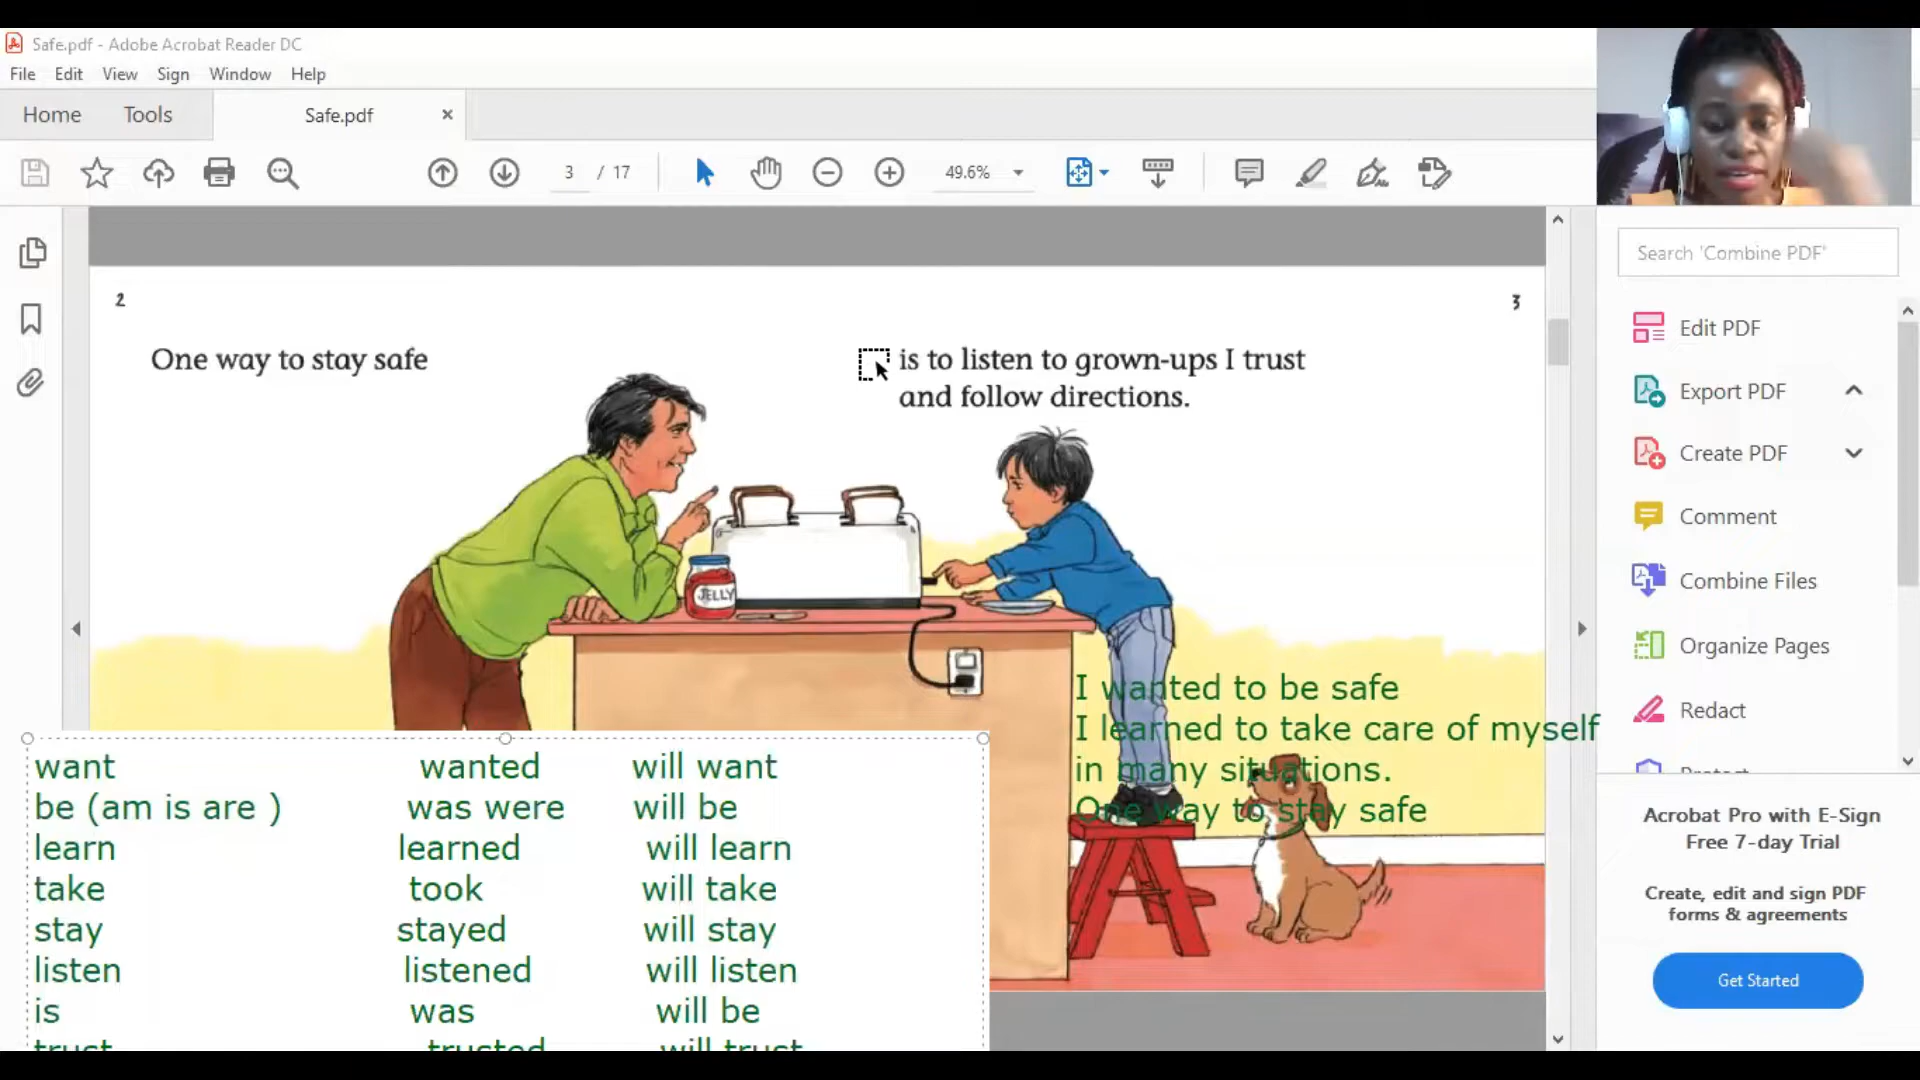 Safe.pdf - Adobe Acrobat Reader DC
File Edit View Sign Window Help
Home Tools Safe.pdf
3 / 17 49.6%
Search 'Combine PDF'
Edit PDF
Export PDF
Create PDF
Comment
Combine Files
Organize Pages
Redact
Protect
Acrobat Pro with E-Sign
Free 7-day Trial
Create, edit and sign PDF
forms & agreements
Get Started
2
3
One way to stay safe
is to listen to grown-ups I trust
and follow directions.
JELLY
I wanted to be safe
I learned to take care of myself
in many situations.
One way to stay safe
want wanted will want
be (am is are ) was were will be
learn learned will learn
take took will take
stay stayed will stay
listen listened will listen
is was will be
trust trusted will trust